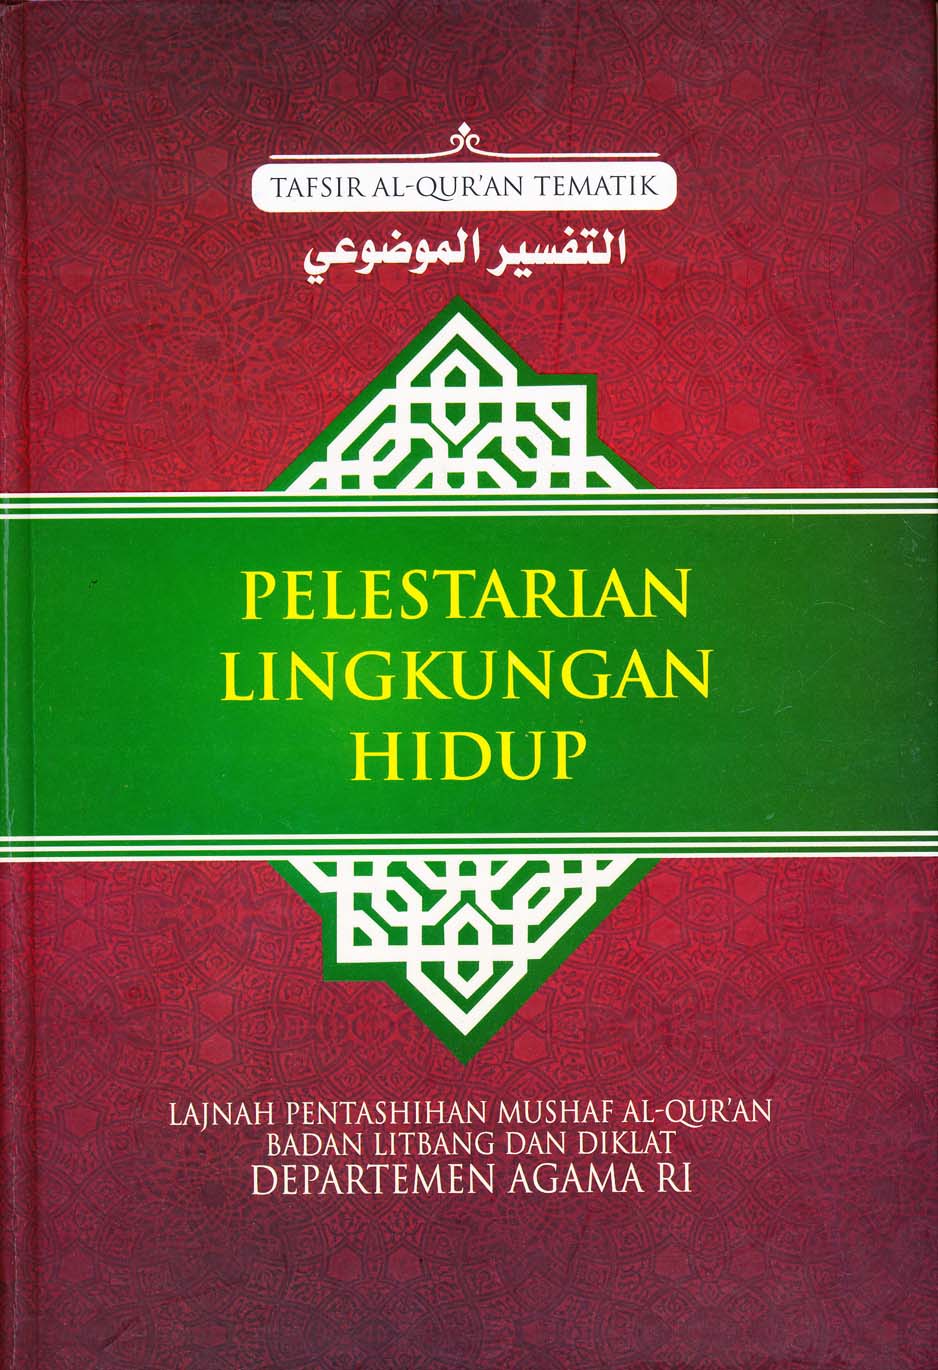 TAFSIR AL-QUR'AN TEMATIK
التفسير الموضوعي
PELESTARIAN
LINGKUNGAN
HIDUP
LAJNAH PENTASHIHAN MUSHAF AL-QUR'AN
BADAN LITBANG DAN DIKLAT
DEPARTEMEN AGAMA RI